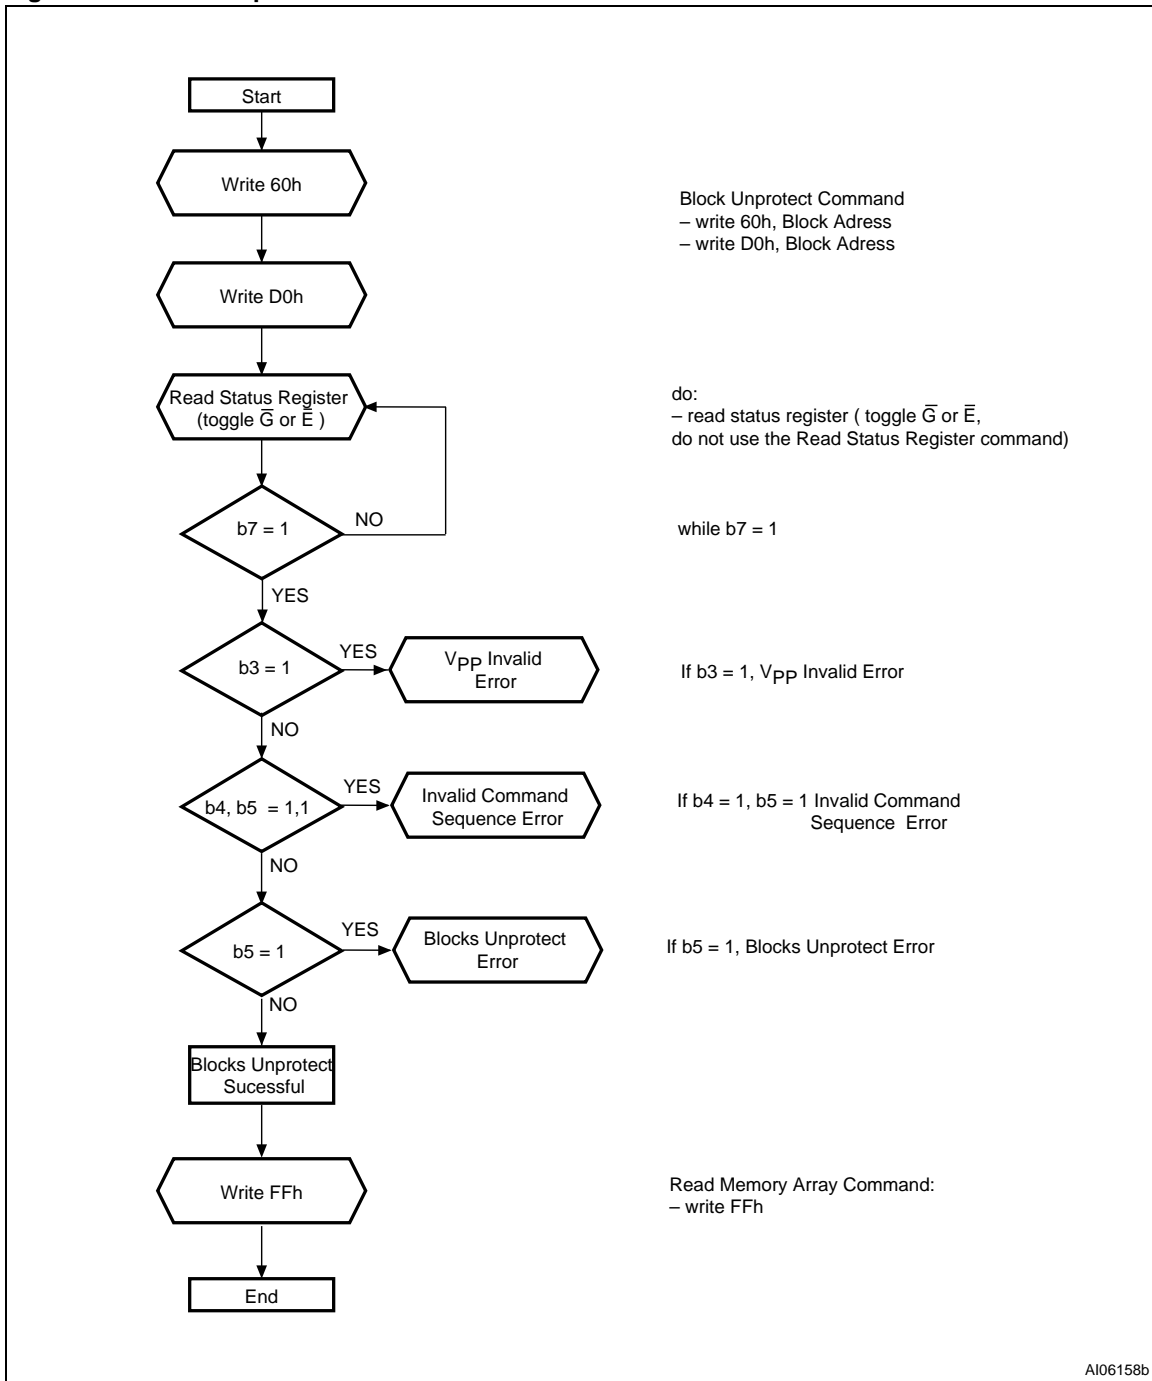 Start
Write 60h
Block Unprotect Command
– write 60h, Block Adress
– write D0h, Block Adress
Write D0h
Read Status Register
(toggle G̅ or E̅ )
do:
– read status register ( toggle G̅ or E̅,
do not use the Read Status Register command)
b7 = 1
NO
while b7 = 1
YES
b3 = 1
YES
VPP Invalid
Error
If b3 = 1, VPP Invalid Error
NO
b4, b5 = 1,1
YES
Invalid Command
Sequence Error
If b4 = 1, b5 = 1 Invalid Command
Sequence Error
NO
b5 = 1
YES
Blocks Unprotect
Error
If b5 = 1, Blocks Unprotect Error
NO
Blocks Unprotect
Sucessful
Write FFh
Read Memory Array Command:
– write FFh
End
AI06158b